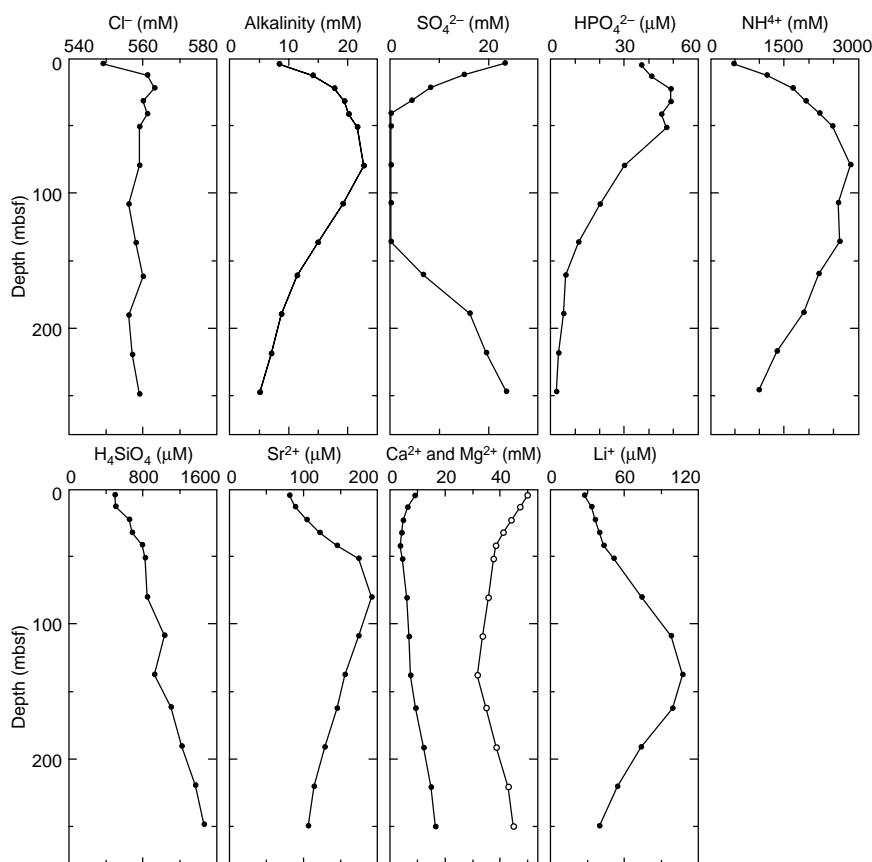 Cl⁻ (mM) Alkalinity (mM) SO₄²⁻ (mM) HPO₄²⁻ (µM) NH⁴⁺ (µM)
540 560 580 0 10 20 0 20 0 30 60 0 1500 3000
0
100
200
Depth (mbsf)
H₄SiO₄ (µM) Sr²⁺ (µM) Ca²⁺ and Mg²⁺ (mM) Li⁺ (µM)
0 800 1600 0 100 200 0 20 40 0 60 120
0
100
200
Depth (mbsf)